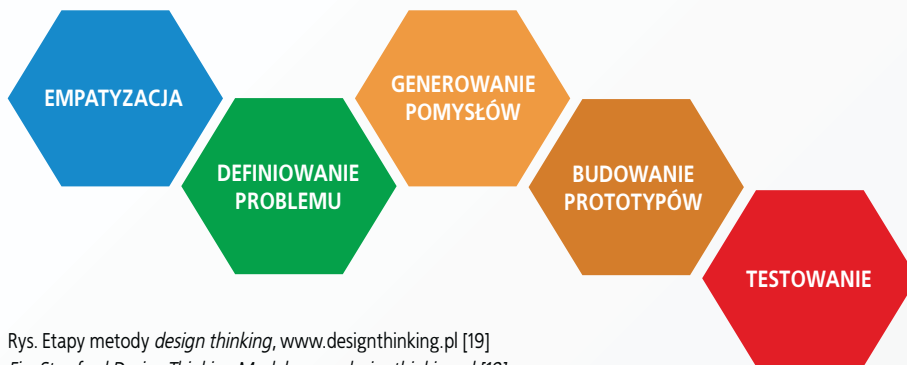 EMPATYZACJA
DEFINIOWANIE
PROBLEMU
GENEROWANIE
POMYSŁÓW
BUDOWANIE
PROTOTYPÓW
TESTOWANIE
Rys. Etapy metody design thinking, www.designthinking.pl [19]